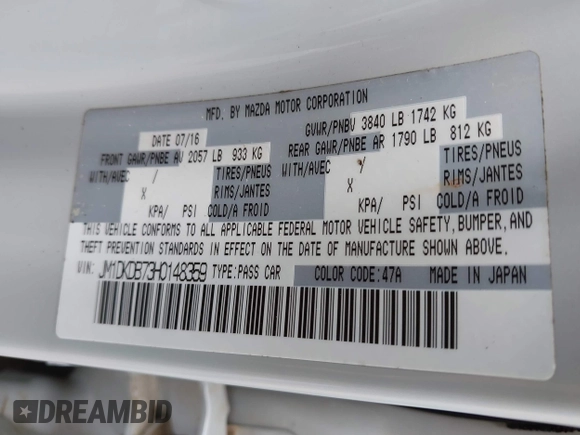 MFD. BY MAZDA MOTOR CORPORATION
DATE 07/16 GVWR/PNBV 3840 LB 1742 KG
FRONT GAWR/PNBE AV 2057 LB 933 KG REAR GAWR/PNBE AR 1790 LB 812 KG
WITH/AVEC / TIRES/PNEUS WITH/AVEC / TIRES/PNEUS
X RIMS/JANTES X RIMS/JANTES
KPA/ PSI COLD/A FROID KPA/ PSI COLD/A FROID
THIS VEHICLE CONFORMS TO ALL APPLICABLE FEDERAL MOTOR VEHICLE SAFETY, BUMPER, AND
THEFT PREVENTION STANDARDS IN EFFECT ON THE DATE OF MANUFACTURE SHOWN ABOVE.
VIN: JM1DKDB73H0148359 TYPE:PASS CAR COLOR CODE:47A MADE IN JAPAN
DREAMBID